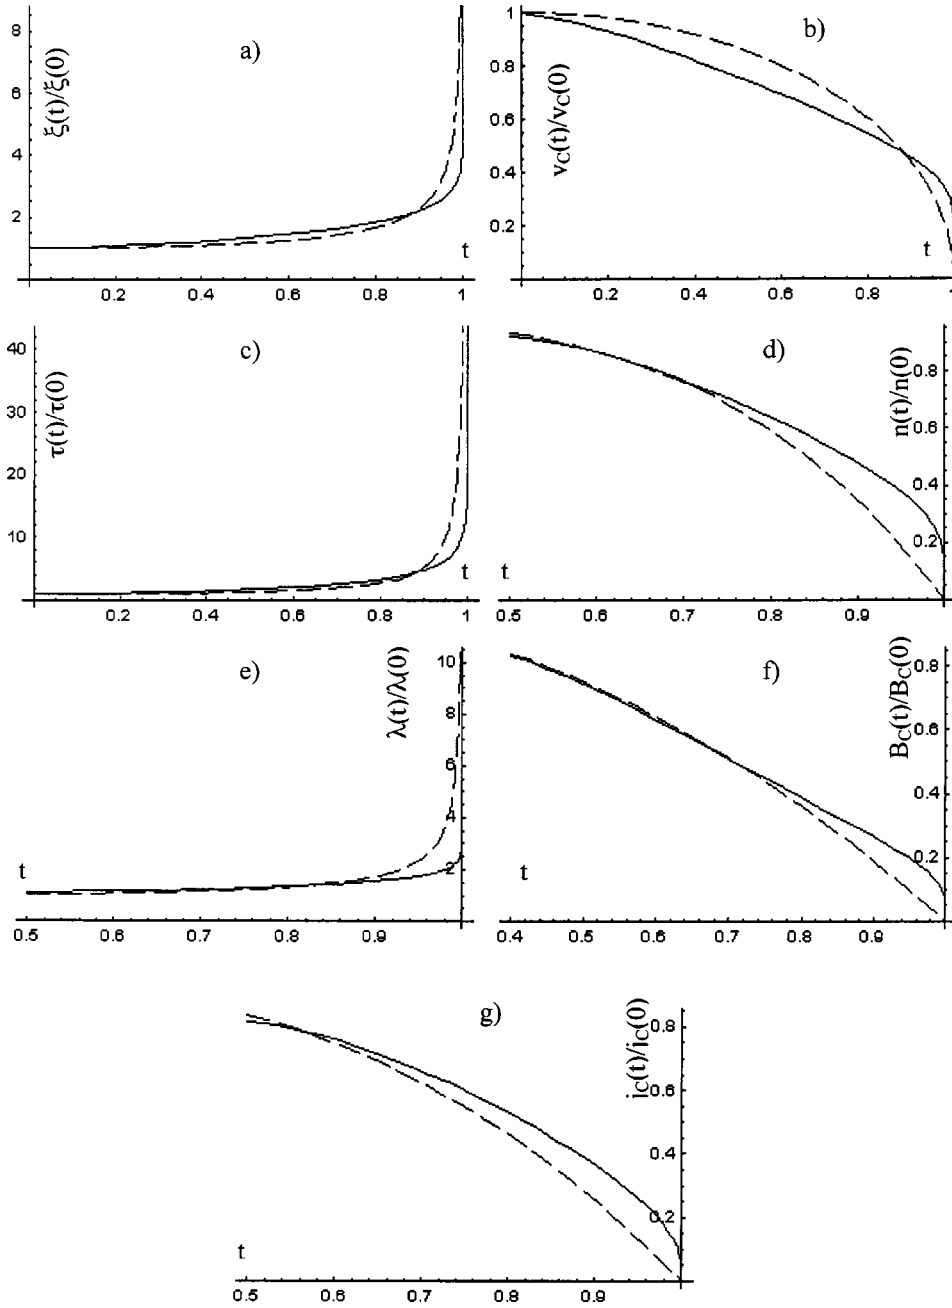 a)
ξ(t)/ξ(0)
8
6
4
2
t
0.2 0.4 0.6 0.8 1
b)
vc(t)/vc(0)
1
0.8
0.6
0.4
0.2
t
0.2 0.4 0.6 0.8 1
c)
τ(t)/τ(0)
40
30
20
10
t
0.2 0.4 0.6 0.8 1
d)
n(t)/n(0)
0.8
0.6
0.4
0.2
t
0.5 0.6 0.7 0.8 0.9
e)
λ(t)/λ(0)
10
8
6
4
2
t
0.5 0.6 0.7 0.8 0.9
f)
Bc(t)/Bc(0)
0.8
0.6
0.4
0.2
t
0.4 0.5 0.6 0.7 0.8 0.9
g)
ic(t)/ic(0)
0.8
0.6
0.4
0.2
t
0.5 0.6 0.7 0.8 0.9